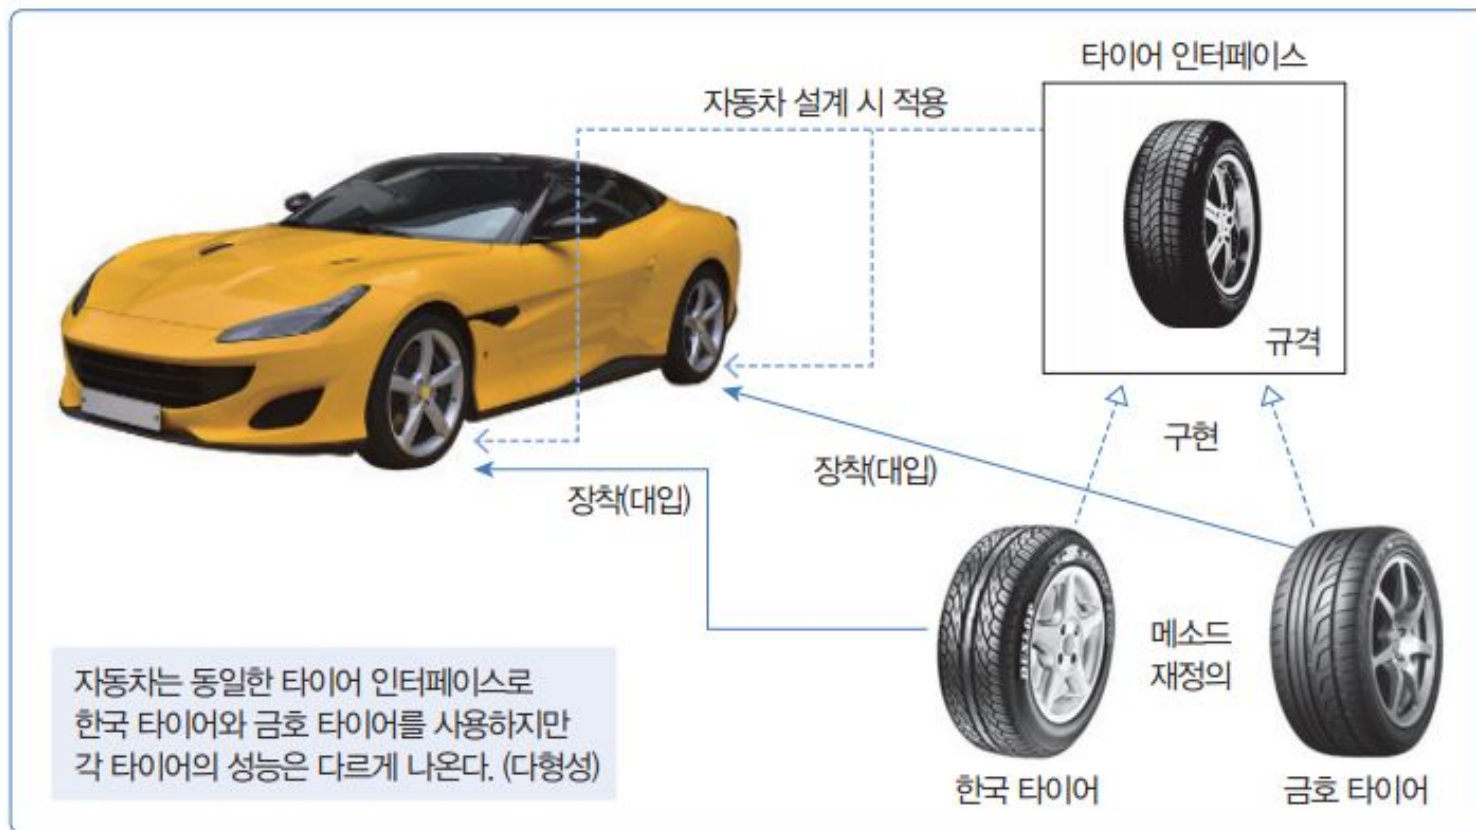 타이어 인터페이스
자동차 설계 시 적용
규격
구현
장착(대입)
장착(대입)
메소드
재정의
자동차는 동일한 타이어 인터페이스로
한국 타이어와 금호 타이어를 사용하지만
각 타이어의 성능은 다르게 나온다. (다형성)
한국 타이어
금호 타이어